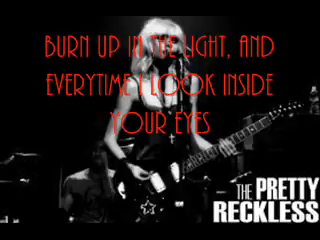 BURN UP IN THE LIGHT, AND
EVERYTIME I LOOK INSIDE
YOUR EYES
THE PRETTY
RECKLESS